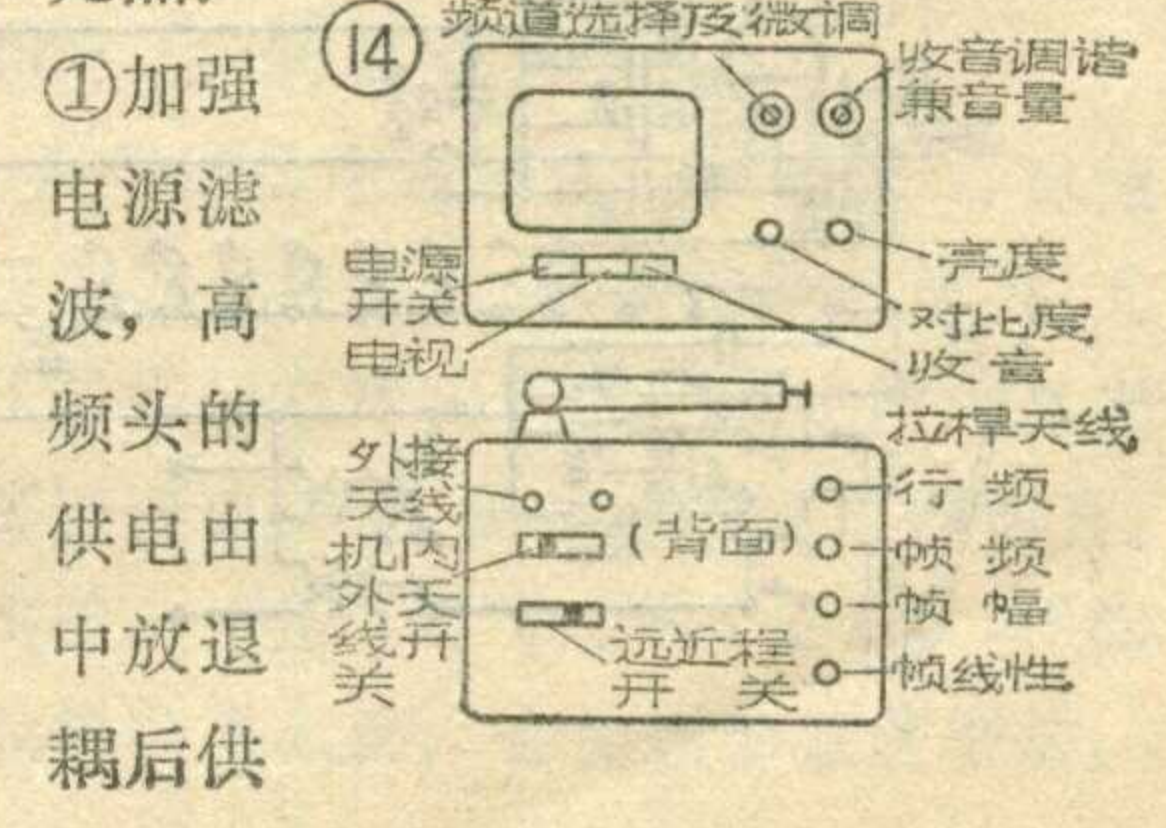 ①加强
电源滤
波，高
频头的
供电由
中放退
耦后供
⑭
频道选择及微调
收音调谐
兼音量
电源
开关
电视
亮度
对比度
收音
拉桿天线
外接
天线
机内
外天
线开
关
(背面)
远近程
开关
行频
帧频
帧幅
帧线性